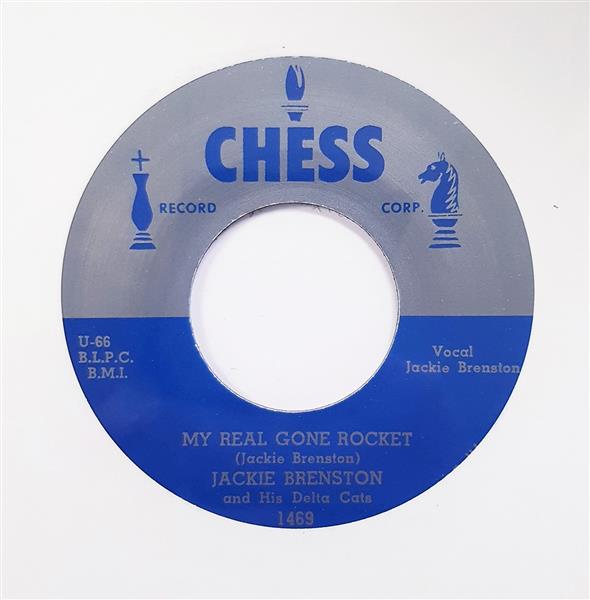 CHESS
RECORD CORP.
U-66
B.L.P.C.
B.M.I.
Vocal
Jackie Brenston
MY REAL GONE ROCKET
(Jackie Brenston)
JACKIE BRENSTON
and His Delta Cats
1469